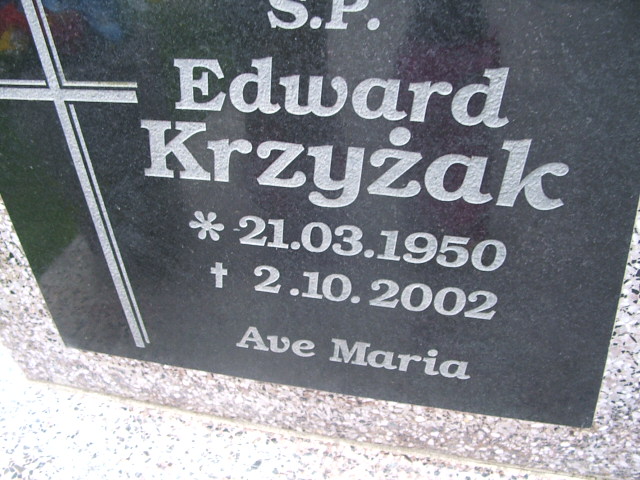 S.P.
Edward
Krzyżak
* 21.03.1950
† 2.10.2002
Ave Maria